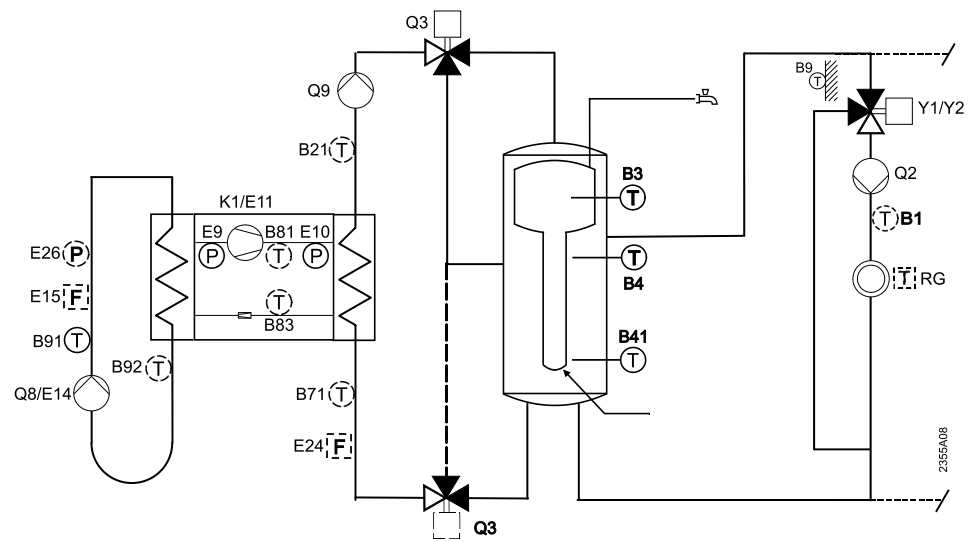 Q3
B9
T
Q9
Y1/Y2
B21 T
B3
T
Q2
K1/E11
T B1
E9 B81 E10
P T P
E26 P
T
B4
T RG
E15 F
T
B83
B91 T
B41
T
B92 T
Q8/E14
B71 T
E24 F
2355A08
Q3